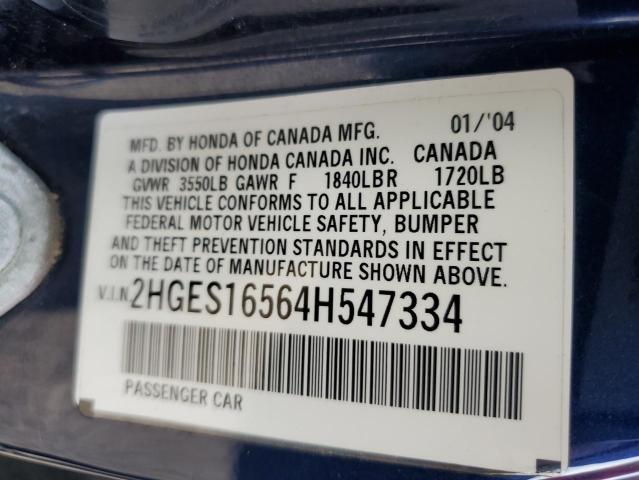 MFD. BY HONDA OF CANADA MFG. 01/'04
A DIVISION OF HONDA CANADA INC. CANADA
GVWR 3550LB GAWR F 1840LBR 1720LB
THIS VEHICLE CONFORMS TO ALL APPLICABLE
FEDERAL MOTOR VEHICLE SAFETY, BUMPER
AND THEFT PREVENTION STANDARDS IN EFFECT
ON THE DATE OF MANUFACTURE SHOWN ABOVE.
V.I.N. 2HGES16564H547334
PASSENGER CAR